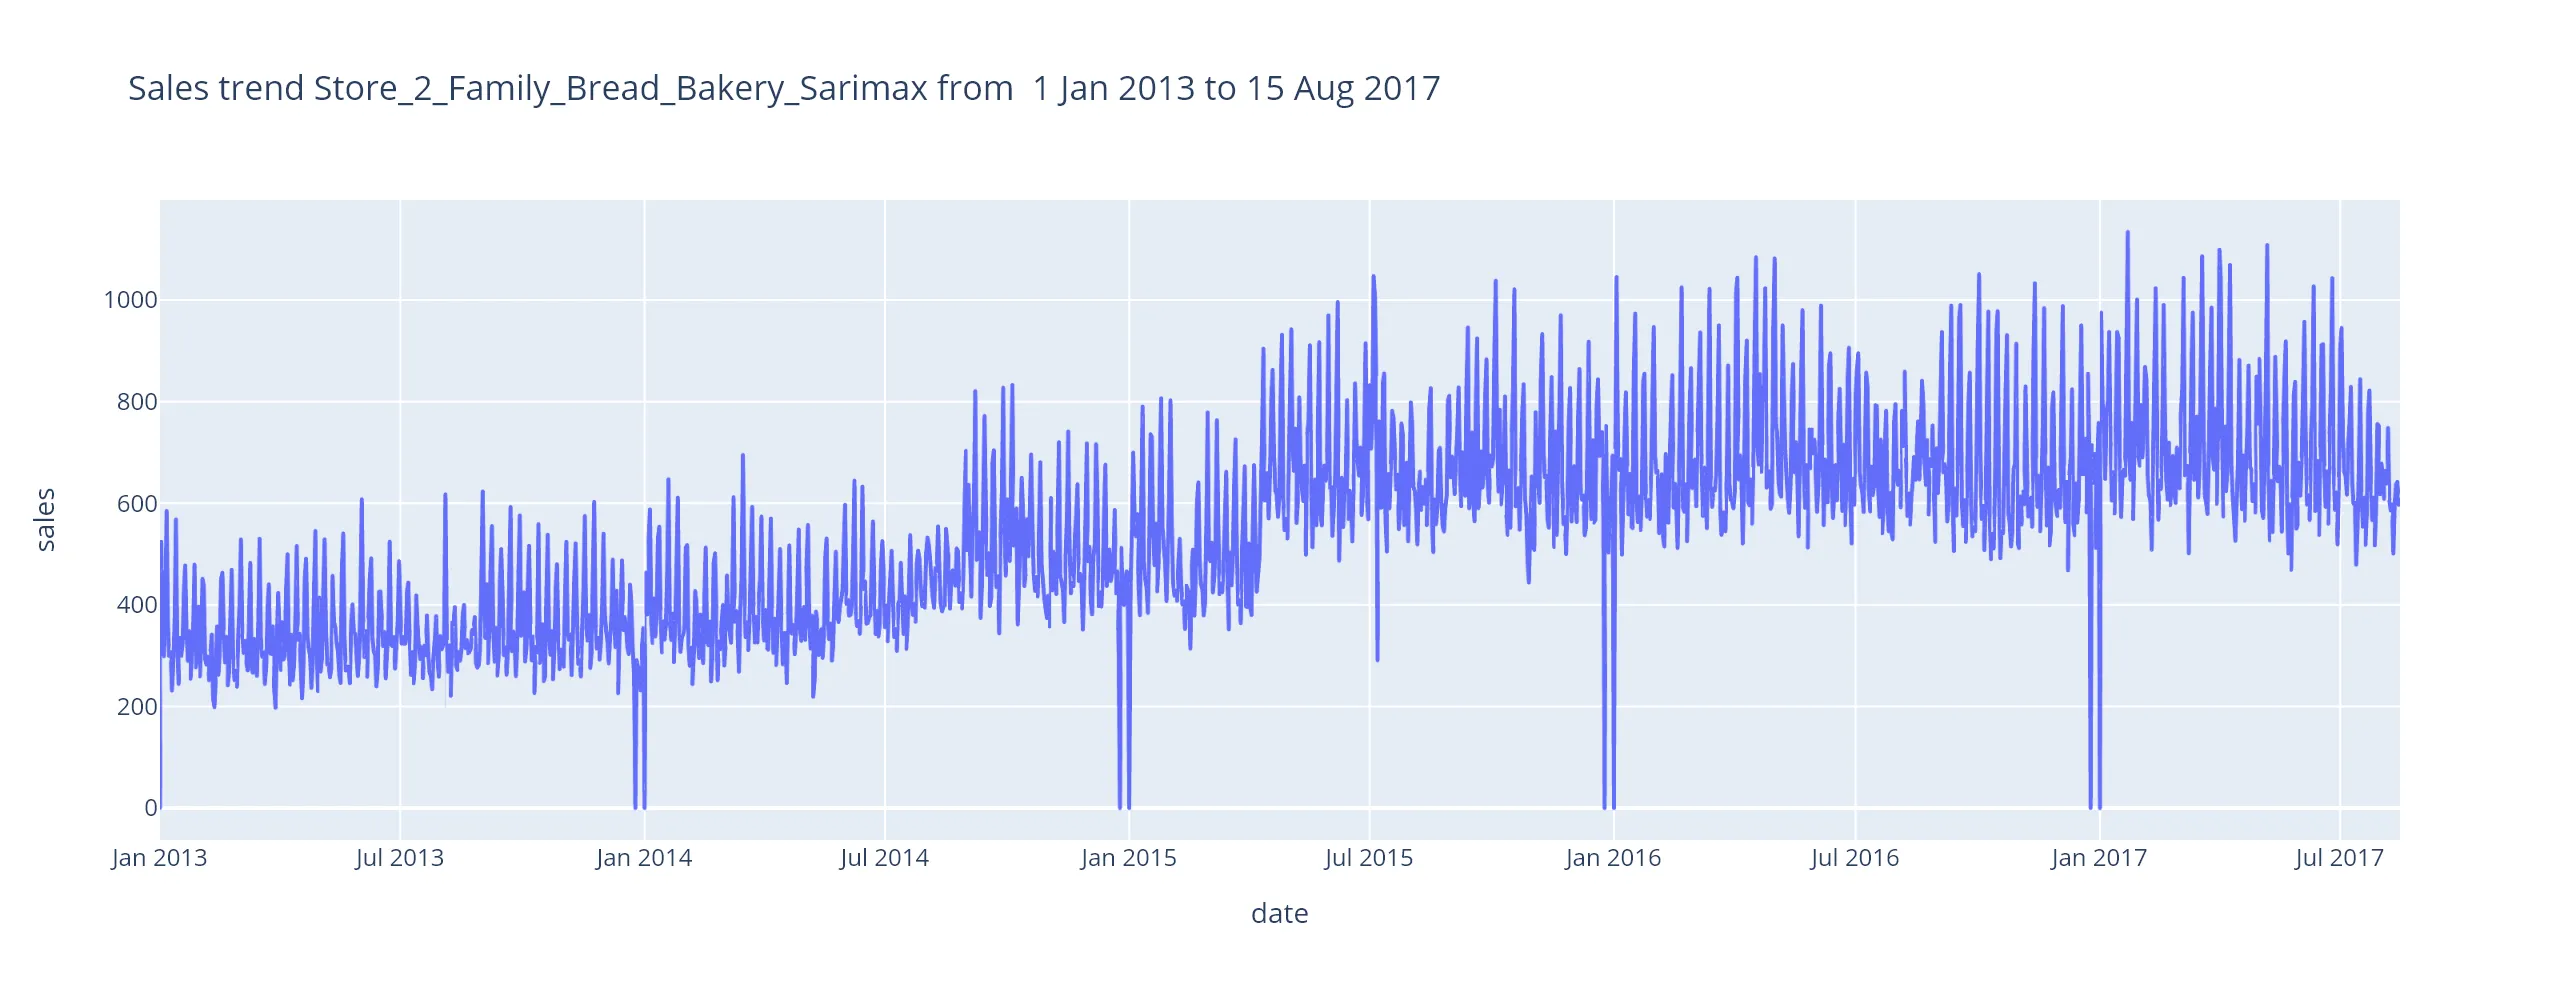 Sales trend Store_2_Family_Bread_Bakery_Sarimax from  1 Jan 2013 to 15 Aug 2017
sales
1000
800
600
400
200
0
Jan 2013 Jul 2013 Jan 2014 Jul 2014 Jan 2015 Jul 2015 Jan 2016 Jul 2016 Jan 2017 Jul 2017
date